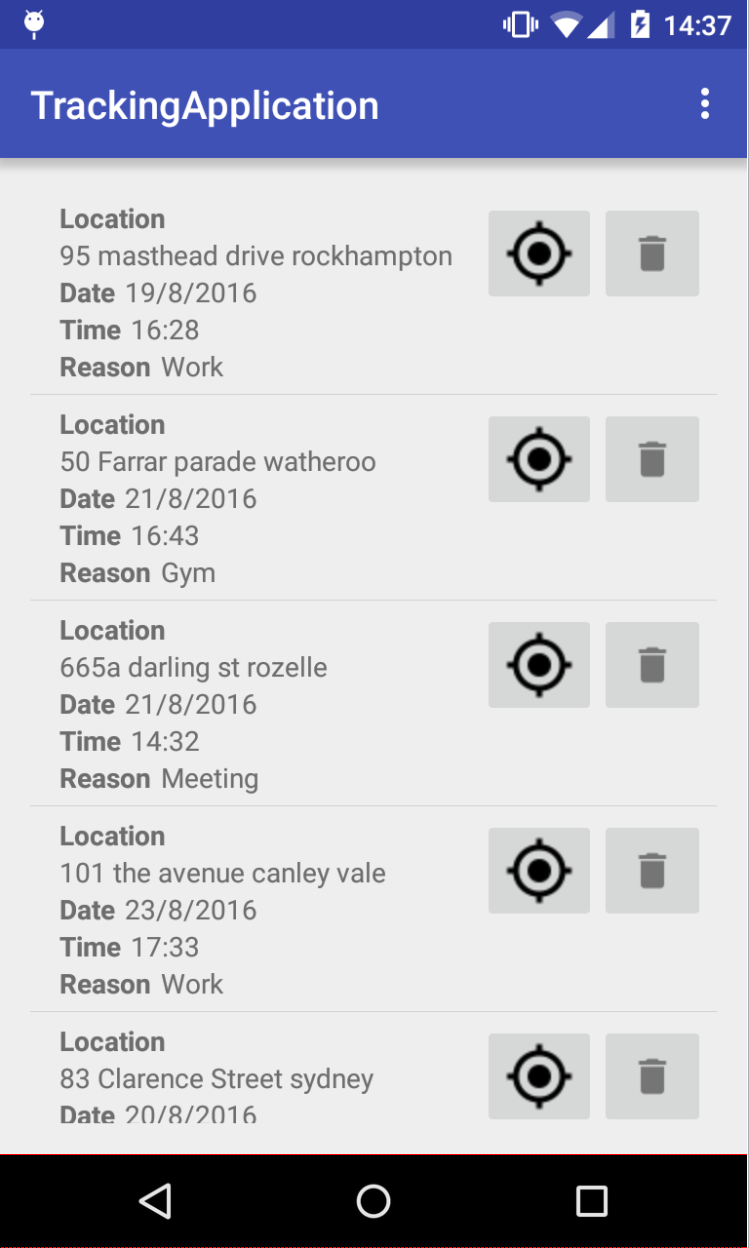 14:37
TrackingApplication
Location
95 masthead drive rockhampton
Date 19/8/2016
Time 16:28
Reason Work
Location
50 Farrar parade watheroo
Date 21/8/2016
Time 16:43
Reason Gym
Location
665a darling st rozelle
Date 21/8/2016
Time 14:32
Reason Meeting
Location
101 the avenue canley vale
Date 23/8/2016
Time 17:33
Reason Work
Location
83 Clarence Street sydney
Date 20/8/2016